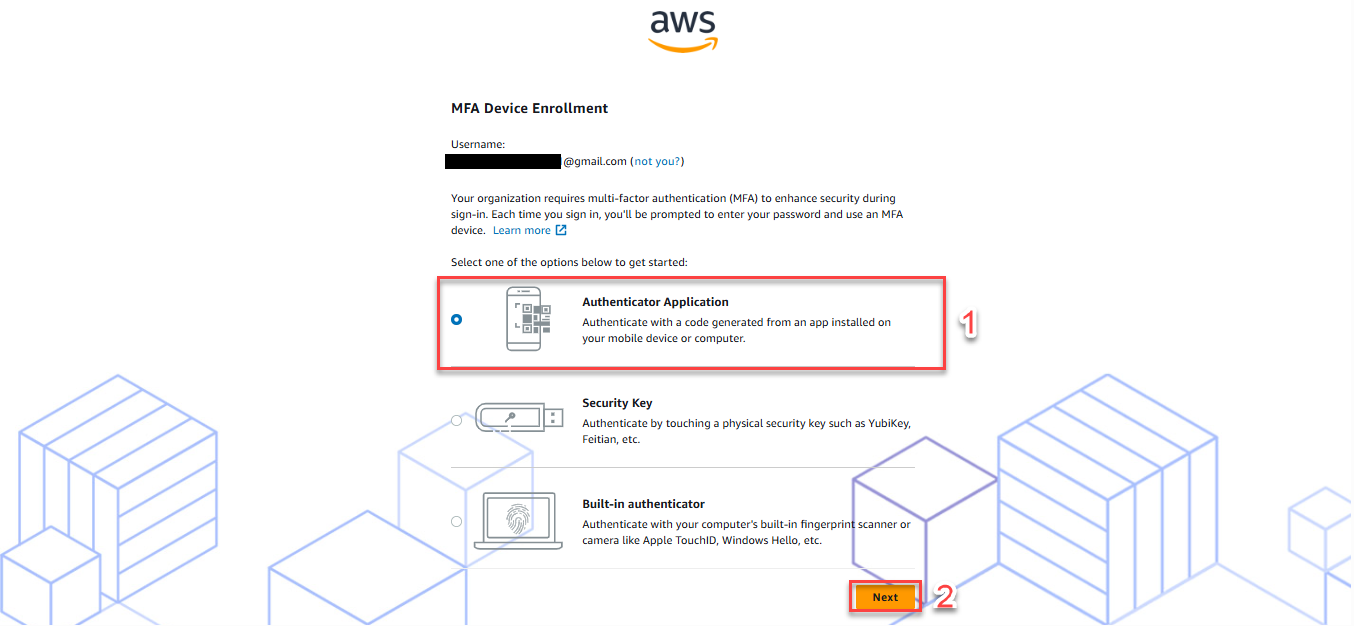 aws
MFA Device Enrollment
Username:
@gmail.com (not you?)
Your organization requires multi-factor authentication (MFA) to enhance security during
sign-in. Each time you sign in, you'll be prompted to enter your password and use an MFA
device. Learn more
Select one of the options below to get started:
Authenticator Application
Authenticate with a code generated from an app installed on
your mobile device or computer.
1
Security Key
Authenticate by touching a physical security key such as YubiKey,
Feitian, etc.
Built-in authenticator
Authenticate with your computer's built-in fingerprint scanner or
camera like Apple TouchID, Windows Hello, etc.
Next
2